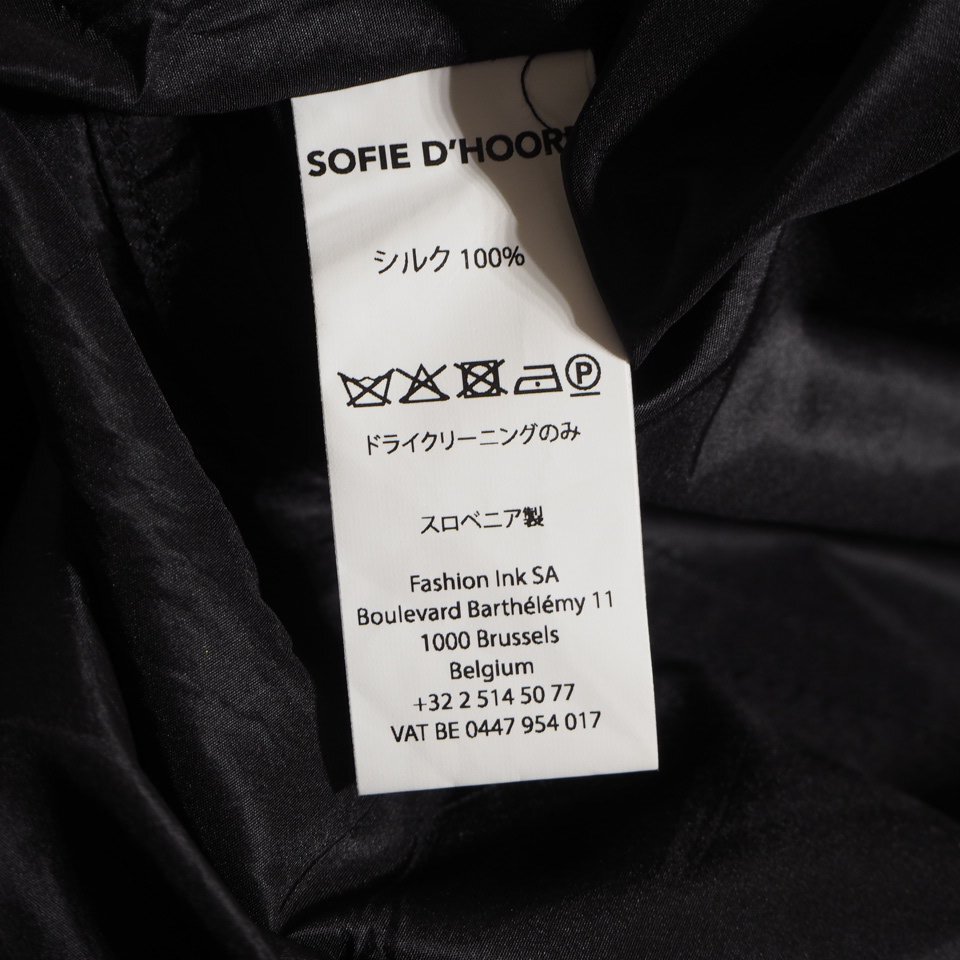 SOFIE D'HOOR
シルク 100%
P
ドライクリーニングのみ
スロベニア製
Fashion Ink SA
Boulevard Barthélémy 11
1000 Brussels
Belgium
+32 2 514 50 77
VAT BE 0447 954 017